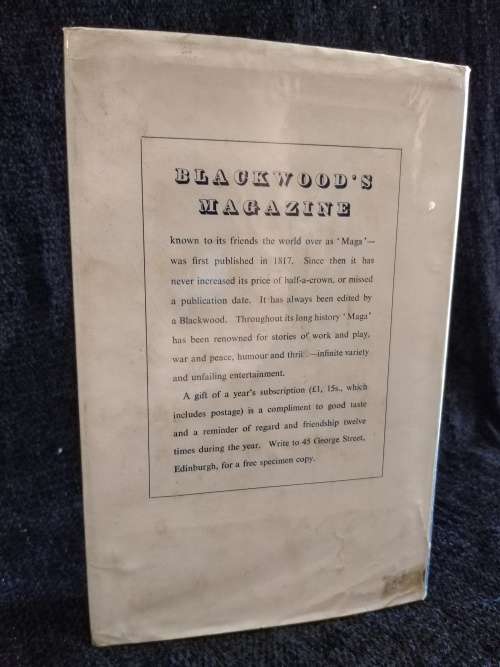 BLACKWOOD'S
MAGAZINE
known to its friends the world over as 'Maga'—
was first published in 1817. Since then it has
never increased its price of half-a-crown, or missed
a publication date. It has always been edited by
a Blackwood. Throughout its long history 'Maga'
has been renowned for stories of work and play,
war and peace, humour and thrill—infinite variety
and unfailing entertainment.
A gift of a year's subscription (£1, 15s., which
includes postage) is a compliment to good taste
and a reminder of regard and friendship twelve
times during the year. Write to 45 George Street,
Edinburgh, for a free specimen copy.